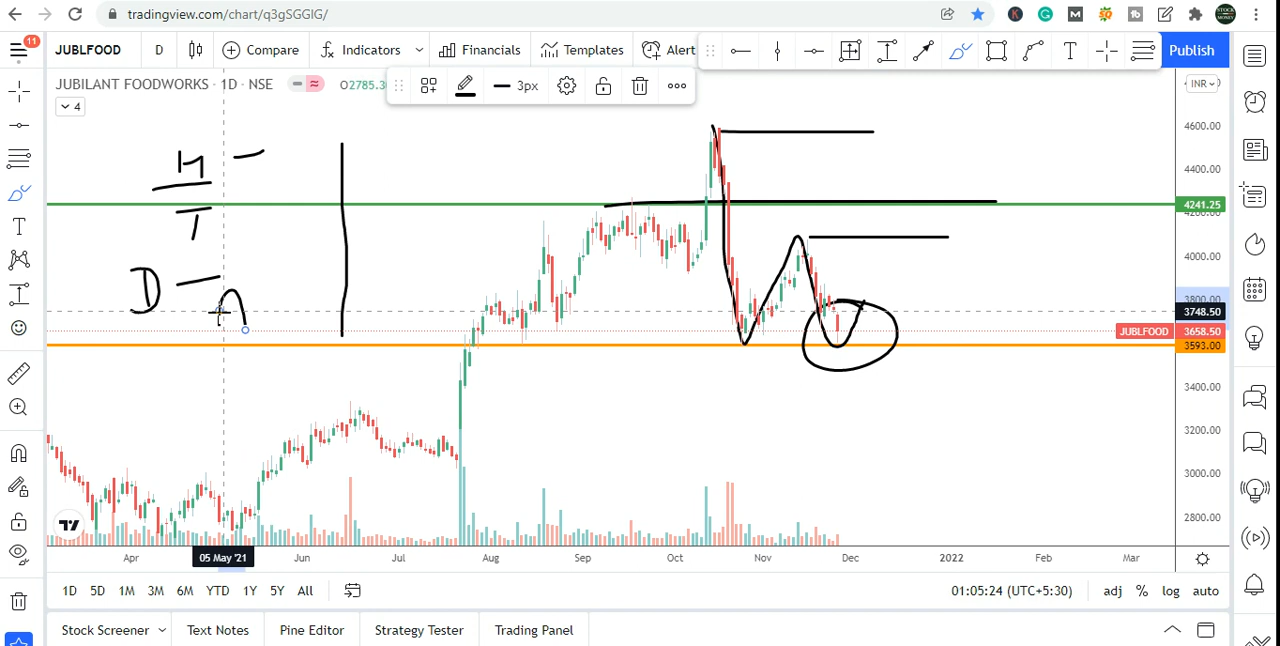 tradingview.com/chart/q3gSGGIG/
11
JUBLFOOD D Compare Indicators Financials Templates Alert Publish
JUBILANT FOODWORKS · 1D · NSE O2785.3
3px
INR
4
4600.00
4400.00
4241.25
4200.00
4000.00
3800.00
3748.50
JUBLFOOD 3658.50
3593.00
3400.00
3200.00
3000.00
2800.00
H
T
D
Apr 05 May '21 Jun Jul Aug Sep Oct Nov Dec 2022 Feb Mar
1D 5D 1M 3M 6M YTD 1Y 5Y All 01:05:24 (UTC+5:30) adj % log auto
Stock Screener Text Notes Pine Editor Strategy Tester Trading Panel